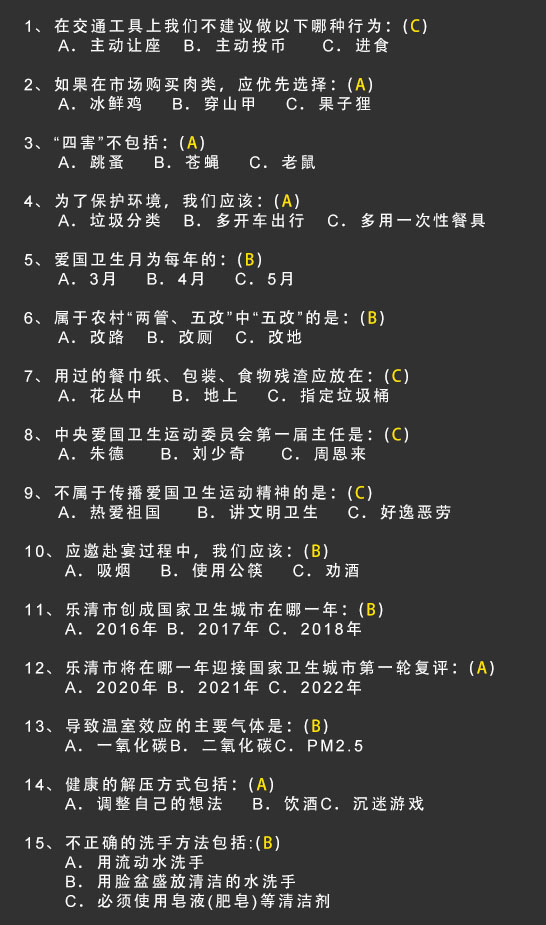 1、在交通工具上我们不建议做以下哪种行为：(C)
A. 主动让座 B. 主动投币 C. 进食
2、如果在市场购买肉类，应优先选择：(A)
A. 冰鲜鸡 B. 穿山甲 C. 果子狸
3、“四害”不包括：(A)
A. 跳蚤 B. 苍蝇 C. 老鼠
4、为了保护环境，我们应该：(A)
A. 垃圾分类 B. 多开车出行 C. 多用一次性餐具
5、爱国卫生月为每年的：(B)
A. 3月 B. 4月 C. 5月
6、属于农村“两管、五改”中“五改”的是：(B)
A. 改路 B. 改厕 C. 改地
7、用过的餐巾纸、包装、食物残渣应放在：(C)
A. 花丛中 B. 地上 C. 指定垃圾桶
8、中央爱国卫生运动委员会第一届主任是：(C)
A. 朱德 B. 刘少奇 C. 周恩来
9、不属于传播爱国卫生运动精神的是：(C)
A. 热爱祖国 B. 讲文明卫生 C. 好逸恶劳
10、应邀赴宴过程中，我们应该：(B)
A. 吸烟 B. 使用公筷 C. 劝酒
11、乐清市创成国家卫生城市在哪一年：(B)
A. 2016年 B. 2017年 C. 2018年
12、乐清市将在哪一年迎接国家卫生城市第一轮复评：(A)
A. 2020年 B. 2021年 C. 2022年
13、导致温室效应的主要气体是：(B)
A. 一氧化碳B. 二氧化碳C. PM2.5
14、健康的解压方式包括：(A)
A. 调整自己的想法 B. 饮酒C. 沉迷游戏
15、不正确的洗手方法包括:(B)
A. 用流动水洗手
B. 用脸盆盛放清洁的水洗手
C. 必须使用皂液(肥皂)等清洁剂